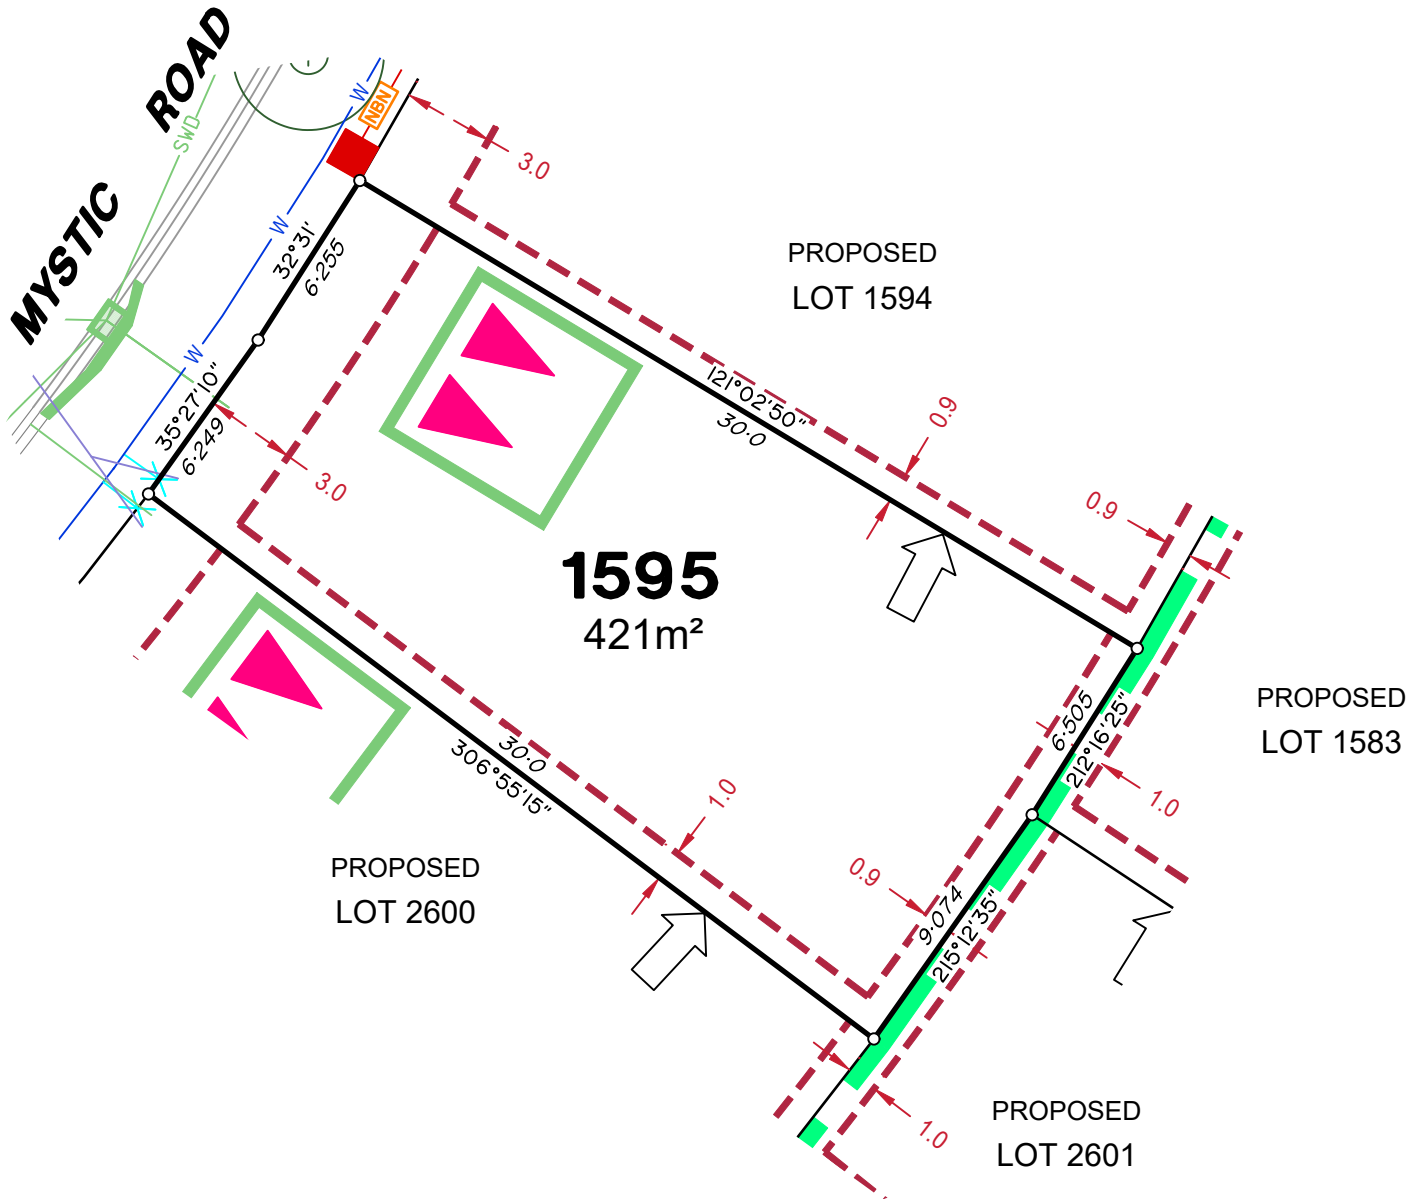 MYSTIC ROAD
SWD
W
NBN
W
W
32°31'
6·255
35°27'10"
6·249
3.0
3.0
PROPOSED
LOT 1594
121°02'50"
30·0
0.9
0.9
1595
421m²
6·505
212°16'25"
PROPOSED
LOT 1583
1.0
30·0
306°55'15"
1.0
0.9
9·074
215°12'35"
PROPOSED
LOT 2600
1.0
PROPOSED
LOT 2601